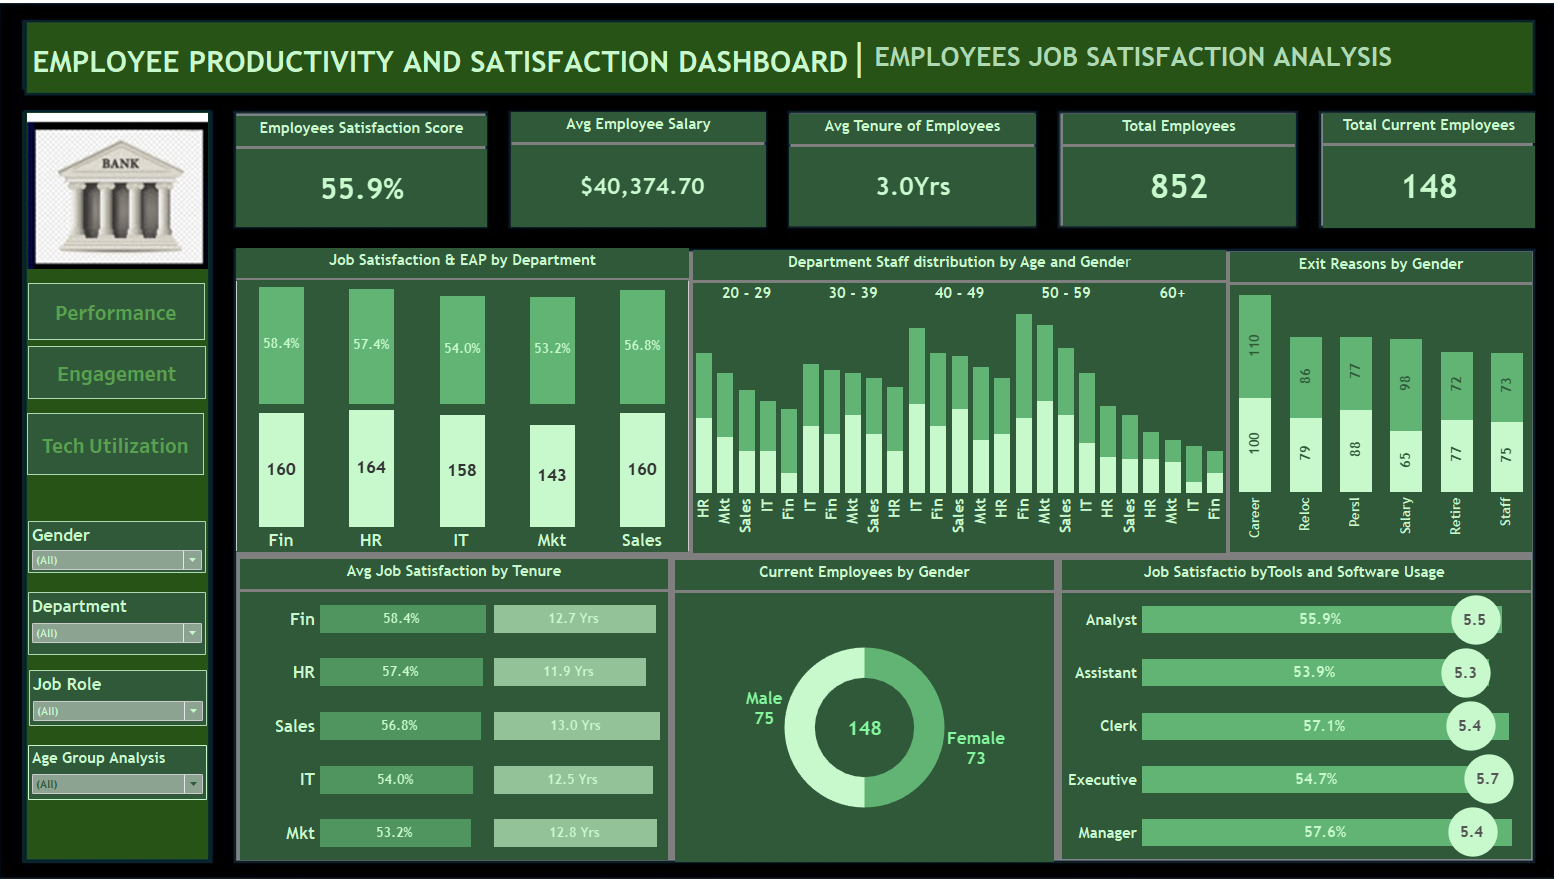 EMPLOYEE PRODUCTIVITY AND SATISFACTION DASHBOARD | EMPLOYEES JOB SATISFACTION ANALYSIS
BANK
Performance
Engagement
Tech Utilization
Gender
(All)
Department
(All)
Job Role
(All)
Age Group Analysis
(All)
Employees Satisfaction Score
55.9%
Avg Employee Salary
$40,374.70
Avg Tenure of Employees
3.0Yrs
Total Employees
852
Total Current Employees
148
Job Satisfaction & EAP by Department
58.4% 57.4% 54.0% 53.2% 56.8%
160 164 158 143 160
Fin HR IT Mkt Sales
Department Staff distribution by Age and Gender
20 - 29 30 - 39 40 - 49 50 - 59 60+
HR Mkt Sales IT Fin IT Fin Mkt Sales HR IT Fin Sales Mkt HR Fin Mkt Sales IT HR Sales HR Mkt IT Fin
Exit Reasons by Gender
110 86 77 98 72 73
100 79 88 65 77 75
Career Reloc Persl Salary Retire Staff
Avg Job Satisfaction by Tenure
Fin 58.4% 12.7 Yrs
HR 57.4% 11.9 Yrs
Sales 56.8% 13.0 Yrs
IT 54.0% 12.5 Yrs
Mkt 53.2% 12.8 Yrs
Current Employees by Gender
Male
75
148
Female
73
Job Satisfactio byTools and Software Usage
Analyst 55.9% 5.5
Assistant 53.9% 5.3
Clerk 57.1% 5.4
Executive 54.7% 5.7
Manager 57.6% 5.4